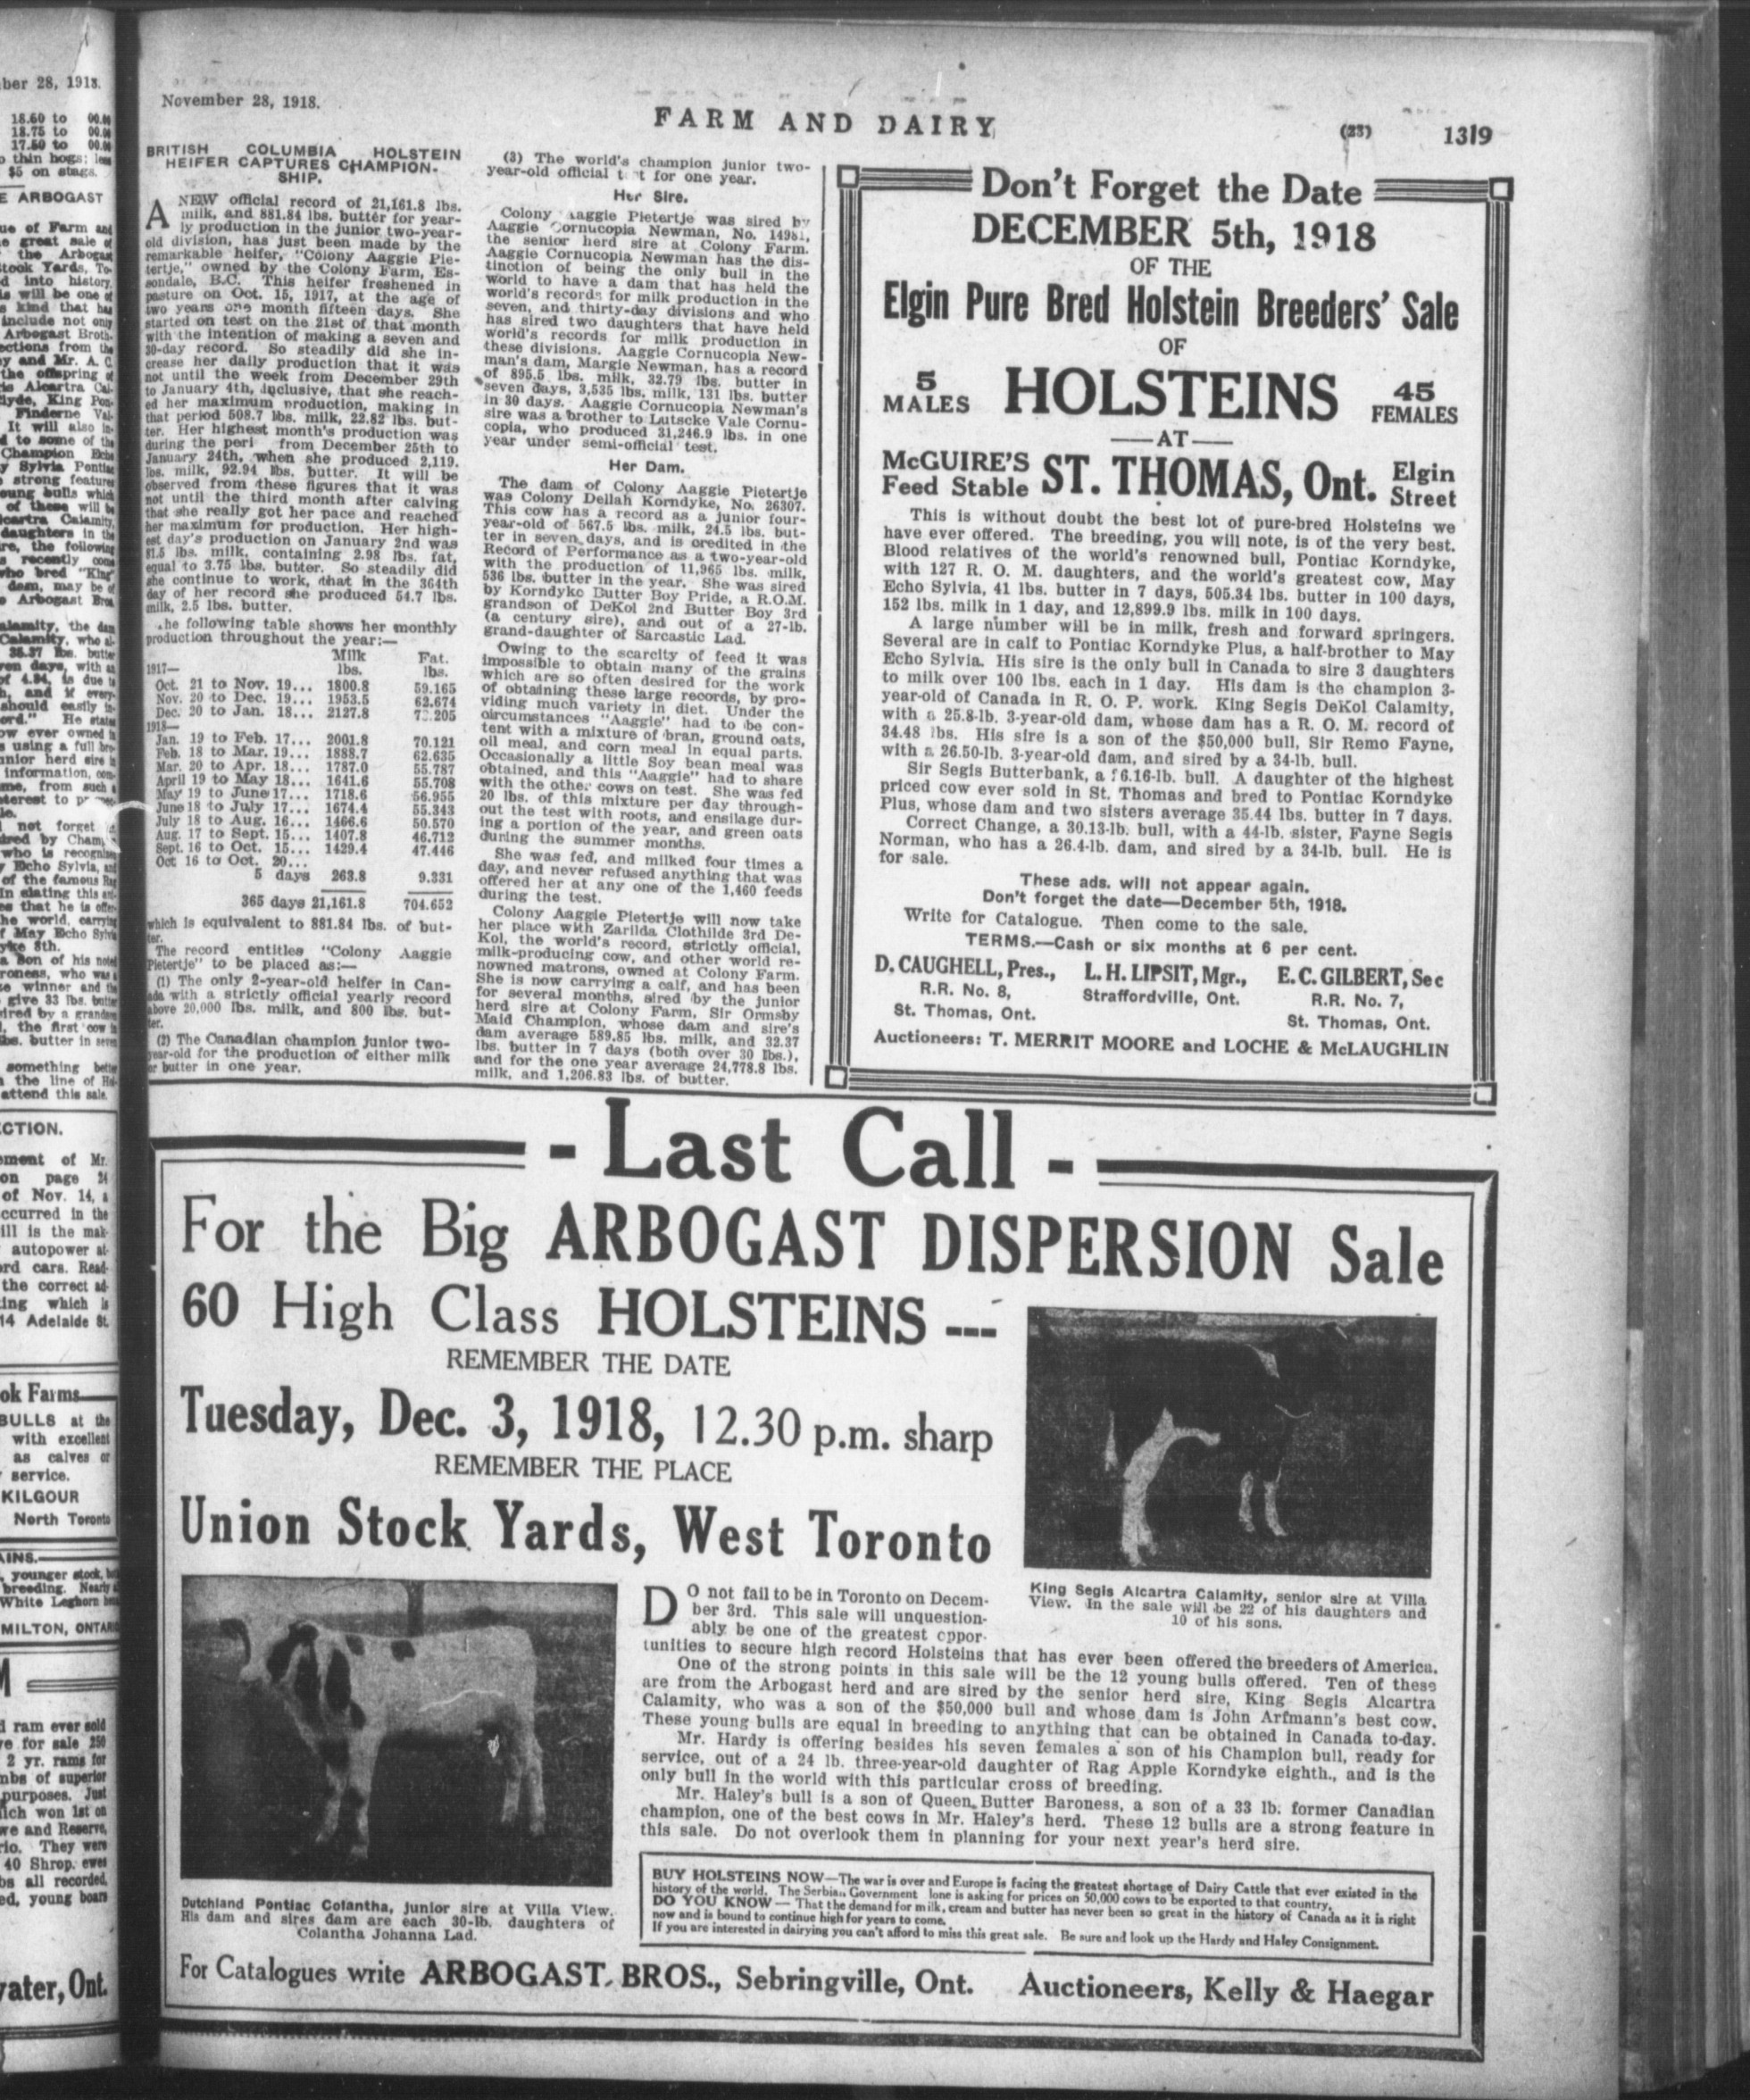 November 28, 1918.
FARM AND DAIRY
(23) 1319
BRITISH COLUMBIA HOLSTEIN
HEIFER CAPTURES CHAMPION-
SHIP.
A NEW official record of 21,161.8 lbs.
milk, and 881.84 lbs. butter for year-
ly production in the junior two-year-
old division, has just been made by the
remarkable heifer, "Colony Aaggie Pie-
tertje," owned by the Colony Farm, Es-
sondale, B.C. This heifer freshened in
pasture on Oct. 15, 1917, at the age of
two years one month fifteen days. She
started on test on the 21st of that month
with the intention of making a seven and
30-day record. So steadily did she in-
crease her daily production that it was
not until the week from December 29th
to January 4th, inclusive, that she reach-
ed her maximum production, making in
that period 508.7 lbs. milk, 22.82 lbs. but-
ter. Her highest month's production was
during the peri from December 25th to
January 24th, when she produced 2,119.
lbs. milk, 92.94 lbs. butter. It will be
observed from these figures that it was
not until the third month after calving
that she really got her pace and reached
her maximum for production. Her high-
est day's production on January 2nd was
81.5 lbs. milk, containing 2.98 lbs. fat,
equal to 3.75 lbs. butter. So steadily did
she continue to work, that in the 364th
day of her record she produced 54.7 lbs.
milk, 2.5 lbs. butter.
he following table shows her monthly
production throughout the year:—
Milk Fat.
1917— lbs. lbs.
Oct. 21 to Nov. 19... 1800.8 59.165
Nov. 20 to Dec. 19... 1953.5 62.674
Dec. 20 to Jan. 18... 2127.8 7 .205
1918—
Jan. 19 to Feb. 17... 2001.8 70.121
Feb. 18 to Mar. 19... 1888.7 62.635
Mar. 20 to Apr. 18... 1787.0 55.787
April 19 to May 18... 1641.6 55.708
May 19 to June 17... 1718.6 56.955
June 18 to July 17... 1674.4 55.343
July 18 to Aug. 16... 1466.6 50.570
Aug. 17 to Sept. 15... 1407.8 46.712
Sept. 16 to Oct. 15... 1429.4 47.446
Oct 16 to Oct. 20...
5 days 263.8 9.331
365 days 21,161.8 704.652
which is equivalent to 881.84 lbs. of but-
ter.
The record entitles "Colony Aaggie
Pietertje" to be placed as:—
(1) The only 2-year-old heifer in Can-
ada with a strictly official yearly record
above 20,000 lbs. milk, and 800 lbs. but-
ter.
(2) The Canadian champion junior two-
year-old for the production of either milk
or butter in one year.
(3) The world's champion junior two-
year-old official t t for one year.
Her Sire.
Colony aaggie Pietertje was sired by
Aaggie Cornucopia Newman, No. 14981,
the senior herd sire at Colony Farm.
Aaggie Cornucopia Newman has the dis-
tinction of being the only bull in the
world to have a dam that has held the
world's records for milk production in the
seven, and thirty-day divisions and who
has sired two daughters that have held
world's records for milk production in
these divisions. Aaggie Cornucopia New-
man's dam, Margie Newman, has a record
of 895.5 lbs. milk, 32.79 lbs. butter in
seven days, 3,535 lbs. milk, 131 lbs. butter
in 30 days. Aaggie Cornucopia Newman's
sire was a brother to Lutscke Vale Cornu-
copia, who produced 31,246.9 lbs. in one
year under semi-official test.
Her Dam.
The dam of Colony Aaggie Pietertje
was Colony Dellah Korndyke, No. 26307.
This cow has a record as a junior four-
year-old of 567.5 lbs. milk, 24.5 lbs. but-
ter in seven days, and is credited in the
Record of Performance as a two-year-old
with the production of 11,965 lbs. milk,
536 lbs. butter in the year. She was sired
by Korndyke Butter Boy Pride, a R.O.M.
grandson of DeKol 2nd Butter Boy 3rd
(a century sire), and out of a 27-lb.
grand-daughter of Sarcastic Lad.
Owing to the scarcity of feed it was
impossible to obtain many of the grains
which are so often desired for the work
of obtaining these large records, by pro-
viding much variety in diet. Under the
circumstances "Aaggie" had to be con-
tent with a mixture of bran, ground oats,
oil meal, and corn meal in equal parts.
Occasionally a little Soy bean meal was
obtained, and this "Aaggie" had to share
with the other cows on test. She was fed
20 lbs. of this mixture per day through-
out the test with roots, and ensilage dur-
ing a portion of the year, and green oats
during the summer months.
She was fed, and milked four times a
day, and never refused anything that was
offered her at any one of the 1,460 feeds
during the test.
Colony Aaggie Pietertje will now take
her place with Zarilda Clothilde 3rd De-
Kol, the world's record, strictly official,
milk-producing cow, and other world re-
nowned matrons, owned at Colony Farm.
She is now carrying a calf, and has been
for several months, sired by the junior
herd sire at Colony Farm, Sir Ormsby
Maid Champion, whose dam and sire's
dam average 589.85 lbs. milk, and 32.37
lbs. butter in 7 days (both over 30 lbs.),
and for the one year average 24,778.8 lbs.
milk, and 1,206.83 lbs. of butter.
Don't Forget the Date
DECEMBER 5th, 1918
OF THE
Elgin Pure Bred Holstein Breeders' Sale
OF
5 MALES HOLSTEINS 45 FEMALES
—AT—
McGUIRE'S Feed Stable ST. THOMAS, Ont. Elgin Street
This is without doubt the best lot of pure-bred Holsteins we
have ever offered. The breeding, you will note, is of the very best.
Blood relatives of the world's renowned bull, Pontiac Korndyke,
with 127 R. O. M. daughters, and the world's greatest cow, May
Echo Sylvia, 41 lbs. butter in 7 days, 505.34 lbs. butter in 100 days,
152 lbs. milk in 1 day, and 12,899.9 lbs. milk in 100 days.
A large number will be in milk, fresh and forward springers.
Several are in calf to Pontiac Korndyke Plus, a half-brother to May
Echo Sylvia. His sire is the only bull in Canada to sire 3 daughters
to milk over 100 lbs. each in 1 day. His dam is the champion 3-
year-old of Canada in R. O. P. work. King Segis DeKol Calamity,
with a 25.8-lb. 3-year-old dam, whose dam has a R. O. M. record of
34.48 lbs. His sire is a son of the $50,000 bull, Sir Remo Fayne,
with a 26.50-lb. 3-year-old dam, and sired by a 34-lb. bull.
Sir Segis Butterbank, a 6.16-lb. bull. A daughter of the highest
priced cow ever sold in St. Thomas and bred to Pontiac Korndyke
Plus, whose dam and two sisters average 35.44 lbs. butter in 7 days.
Correct Change, a 30.13-lb. bull, with a 44-lb. sister, Fayne Segis
Norman, who has a 26.4-lb. dam, and sired by a 34-lb. bull. He is
for sale.
These ads. will not appear again.
Don't forget the date—December 5th, 1918.
Write for Catalogue. Then come to the sale.
TERMS.—Cash or six months at 6 per cent.
D. CAUGHELL, Pres., L. H. LIPSIT, Mgr., E. C. GILBERT, Sec
R.R. No. 8, Straffordville, Ont. R.R. No. 7,
St. Thomas, Ont. St. Thomas, Ont.
Auctioneers: T. MERRIT MOORE and LOCHE & McLAUGHLIN
- Last Call -
For the Big ARBOGAST DISPERSION Sale
60 High Class HOLSTEINS ---
REMEMBER THE DATE
Tuesday, Dec. 3, 1918, 12.30 p.m. sharp
REMEMBER THE PLACE
Union Stock Yards, West Toronto
King Segis Alcartra Calamity, senior sire at Villa
View. In the sale will be 22 of his daughters and
10 of his sons.
DO not fail to be in Toronto on Decem-
ber 3rd. This sale will unquestion-
ably be one of the greatest oppor-
tunities to secure high record Holsteins that has ever been offered the breeders of America.
One of the strong points in this sale will be the 12 young bulls offered. Ten of these
are from the Arbogast herd and are sired by the senior herd sire, King Segis Alcartra
Calamity, who was a son of the $50,000 bull and whose dam is John Arfmann's best cow.
These young bulls are equal in breeding to anything that can be obtained in Canada to-day.
Mr. Hardy is offering besides his seven females a son of his Champion bull, ready for
service, out of a 24 lb. three-year-old daughter of Rag Apple Korndyke eighth., and is the
only bull in the world with this particular cross of breeding.
Mr. Haley's bull is a son of Queen Butter Baroness, a son of a 33 lb. former Canadian
champion, one of the best cows in Mr. Haley's herd. These 12 bulls are a strong feature in
this sale. Do not overlook them in planning for your next year's herd sire.
Dutchland Pontiac Colantha, junior sire at Villa View.
His dam and sires dam are each 30-lb. daughters of
Colantha Johanna Lad.
BUY HOLSTEINS NOW—The war is over and Europe is facing the greatest shortage of Dairy Cattle that ever existed in the
history of the world. The Serbian Government lone is asking for prices on 50,000 cows to be exported to that country.
DO YOU KNOW — That the demand for milk, cream and butter has never been so great in the history of Canada as it is right
now and is bound to continue high for years to come.
If you are interested in dairying you can't afford to miss this great sale. Be sure and look up the Hardy and Haley Consignment.
For Catalogues write ARBOGAST BROS., Sebringville, Ont. Auctioneers, Kelly & Haegar